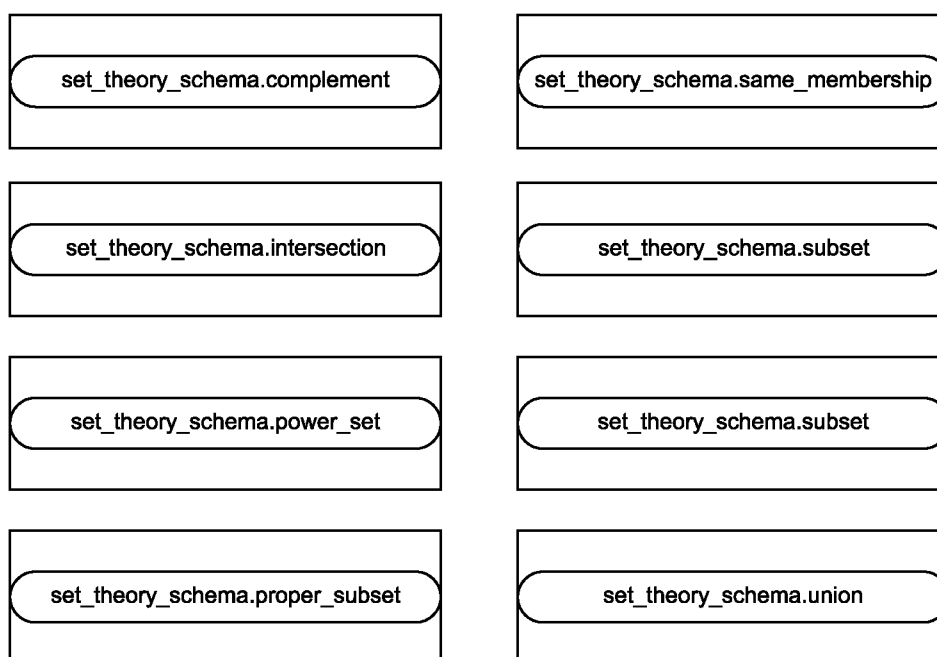 set_theory_schema.complement
set_theory_schema.same_membership
set_theory_schema.intersection
set_theory_schema.subset
set_theory_schema.power_set
set_theory_schema.subset
set_theory_schema.proper_subset
set_theory_schema.union